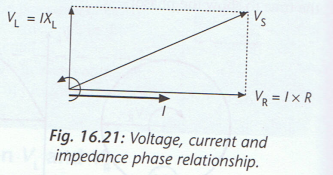 V_L = IX_L
V_S
V_R = I × R
I
Fig. 16.21: Voltage, current and
impedance phase relationship.